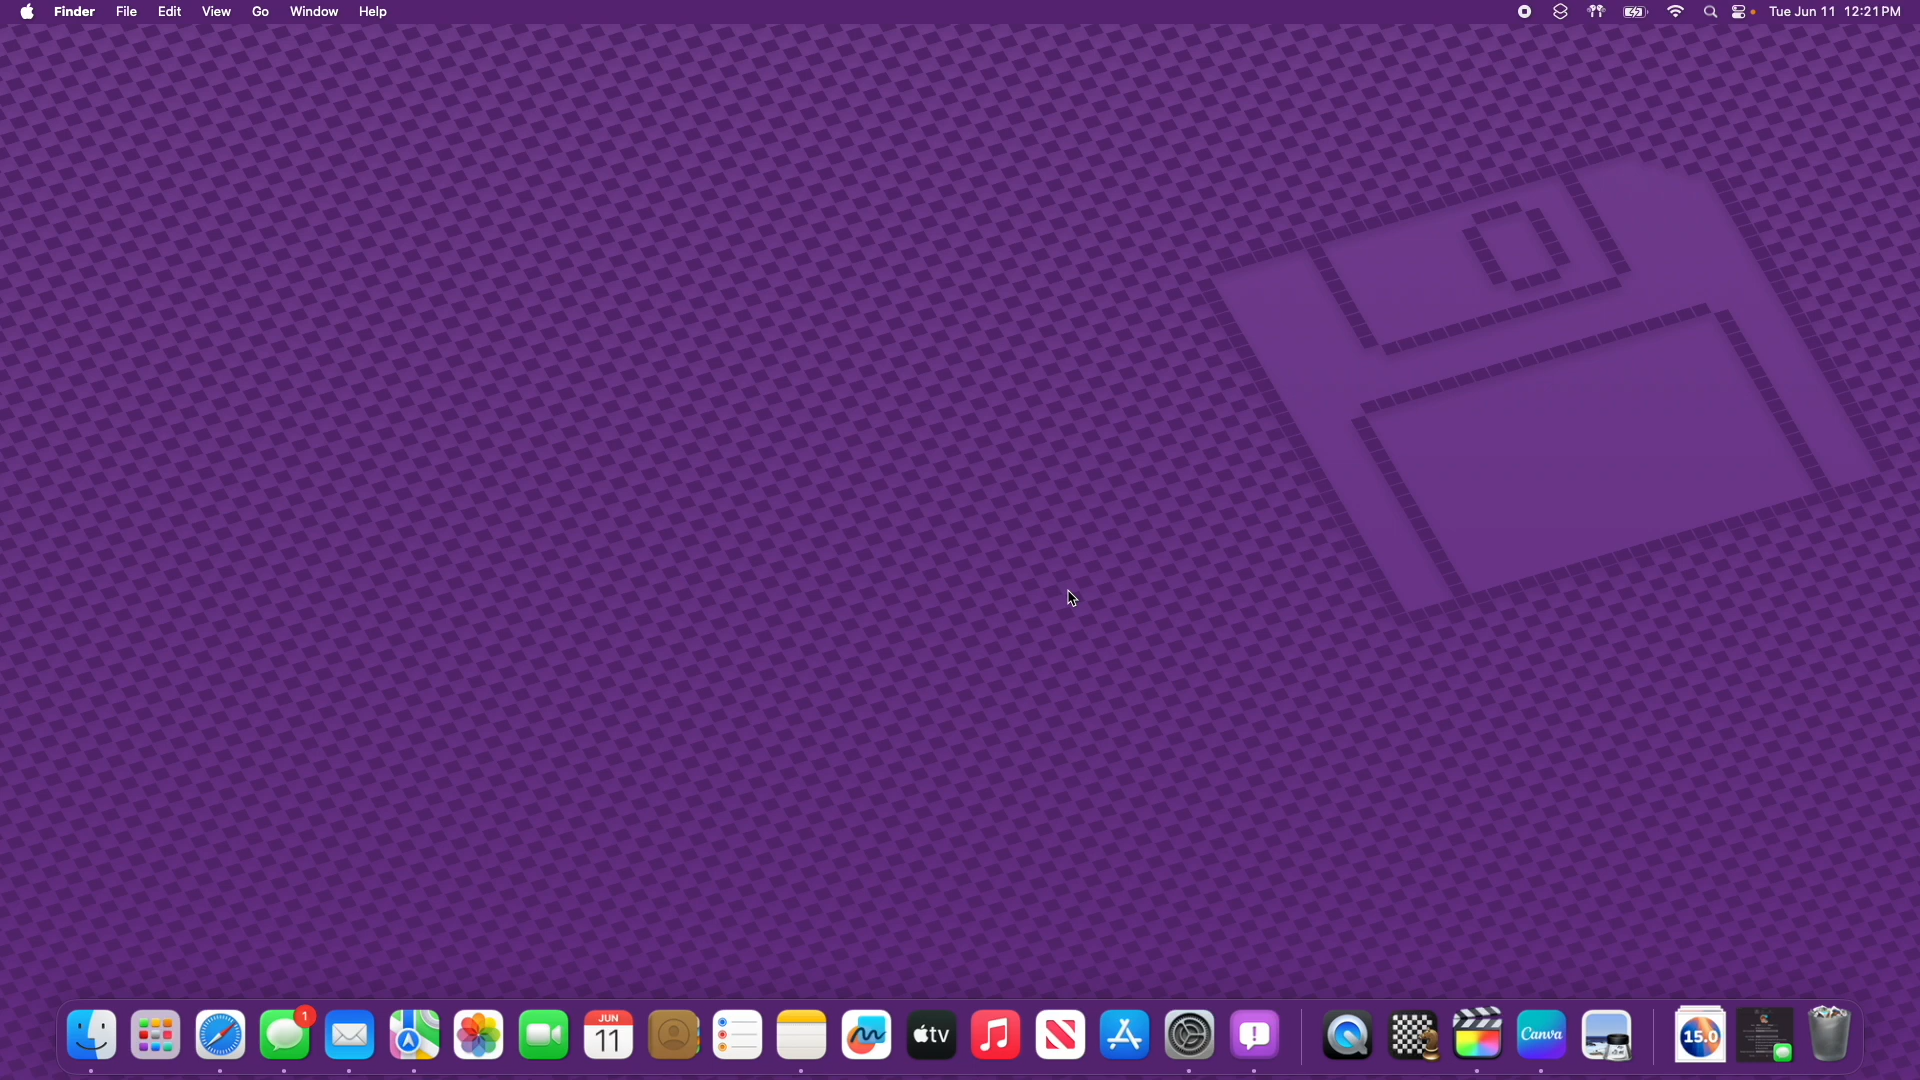 Finder File Edit View Go Window Help Tue Jun 11 12:21 PM
1
JUN
11
tv
Canva
15.0